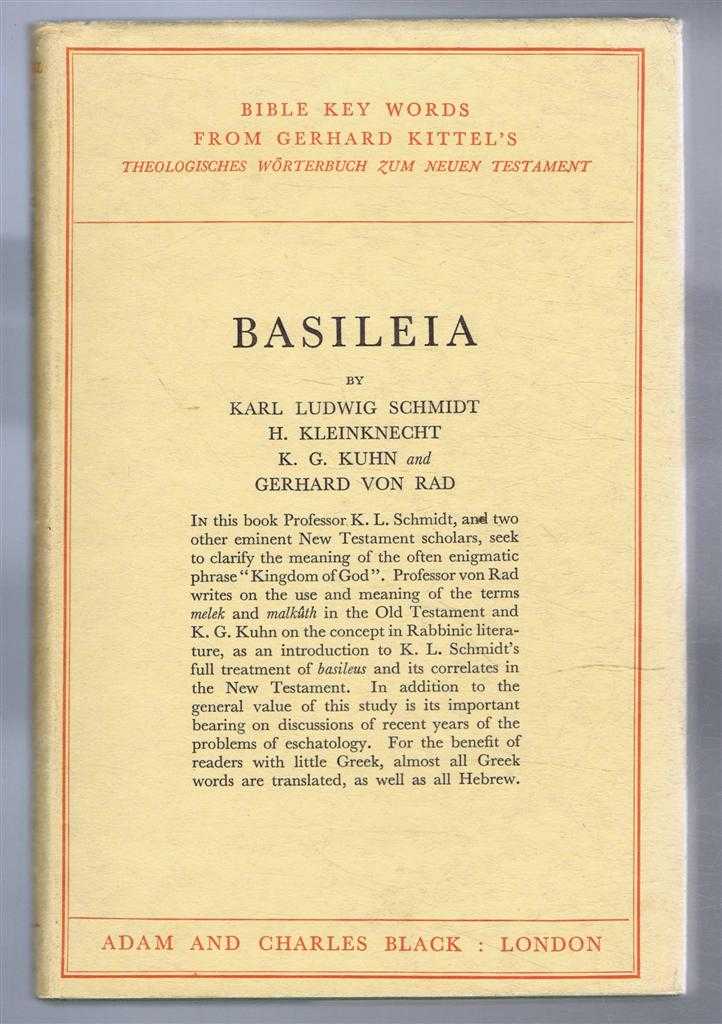 BIBLE KEY WORDS
FROM GERHARD KITTEL'S
THEOLOGISCHES WÖRTERBUCH ZUM NEUEN TESTAMENT
BASILEIA
BY
KARL LUDWIG SCHMIDT
H. KLEINKNECHT
K. G. KUHN and
GERHARD VON RAD
IN this book Professor K. L. Schmidt, and two
other eminent New Testament scholars, seek
to clarify the meaning of the often enigmatic
phrase "Kingdom of God". Professor von Rad
writes on the use and meaning of the terms
melek and malkûth in the Old Testament and
K. G. Kuhn on the concept in Rabbinic litera-
ture, as an introduction to K. L. Schmidt's
full treatment of basileus and its correlates in
the New Testament. In addition to the
general value of this study is its important
bearing on discussions of recent years of the
problems of eschatology. For the benefit of
readers with little Greek, almost all Greek
words are translated, as well as all Hebrew.
ADAM AND CHARLES BLACK : LONDON